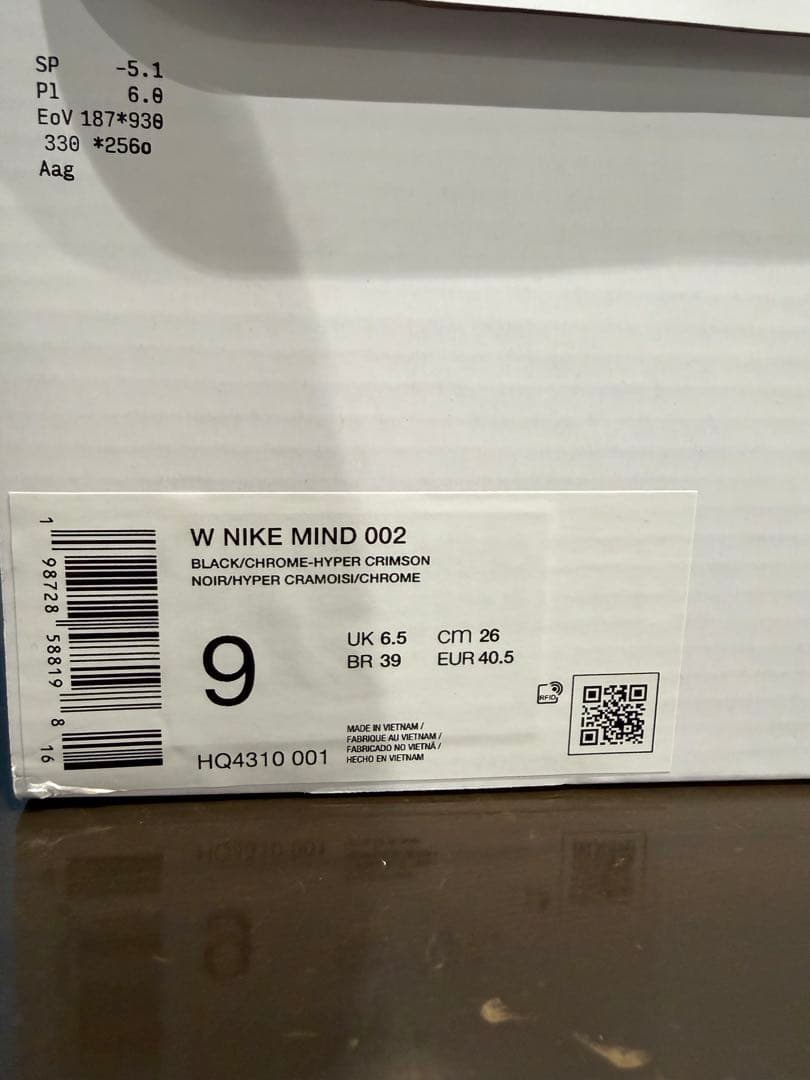 SP -5.1
Pl 6.0
EoV 187*930
330 *256o
Aag
W NIKE MIND 002
BLACK/CHROME-HYPER CRIMSON
NOIR/HYPER CRAMOISI/CHROME
9
UK 6.5 cm 26
BR 39 EUR 40.5
RFID
MADE IN VIETNAM /
FABRIQUE AU VIETNAM /
FABRICADO NO VIETNÃ /
HECHO EN VIETNAM
HQ4310 001
1 98728 58819 8 16